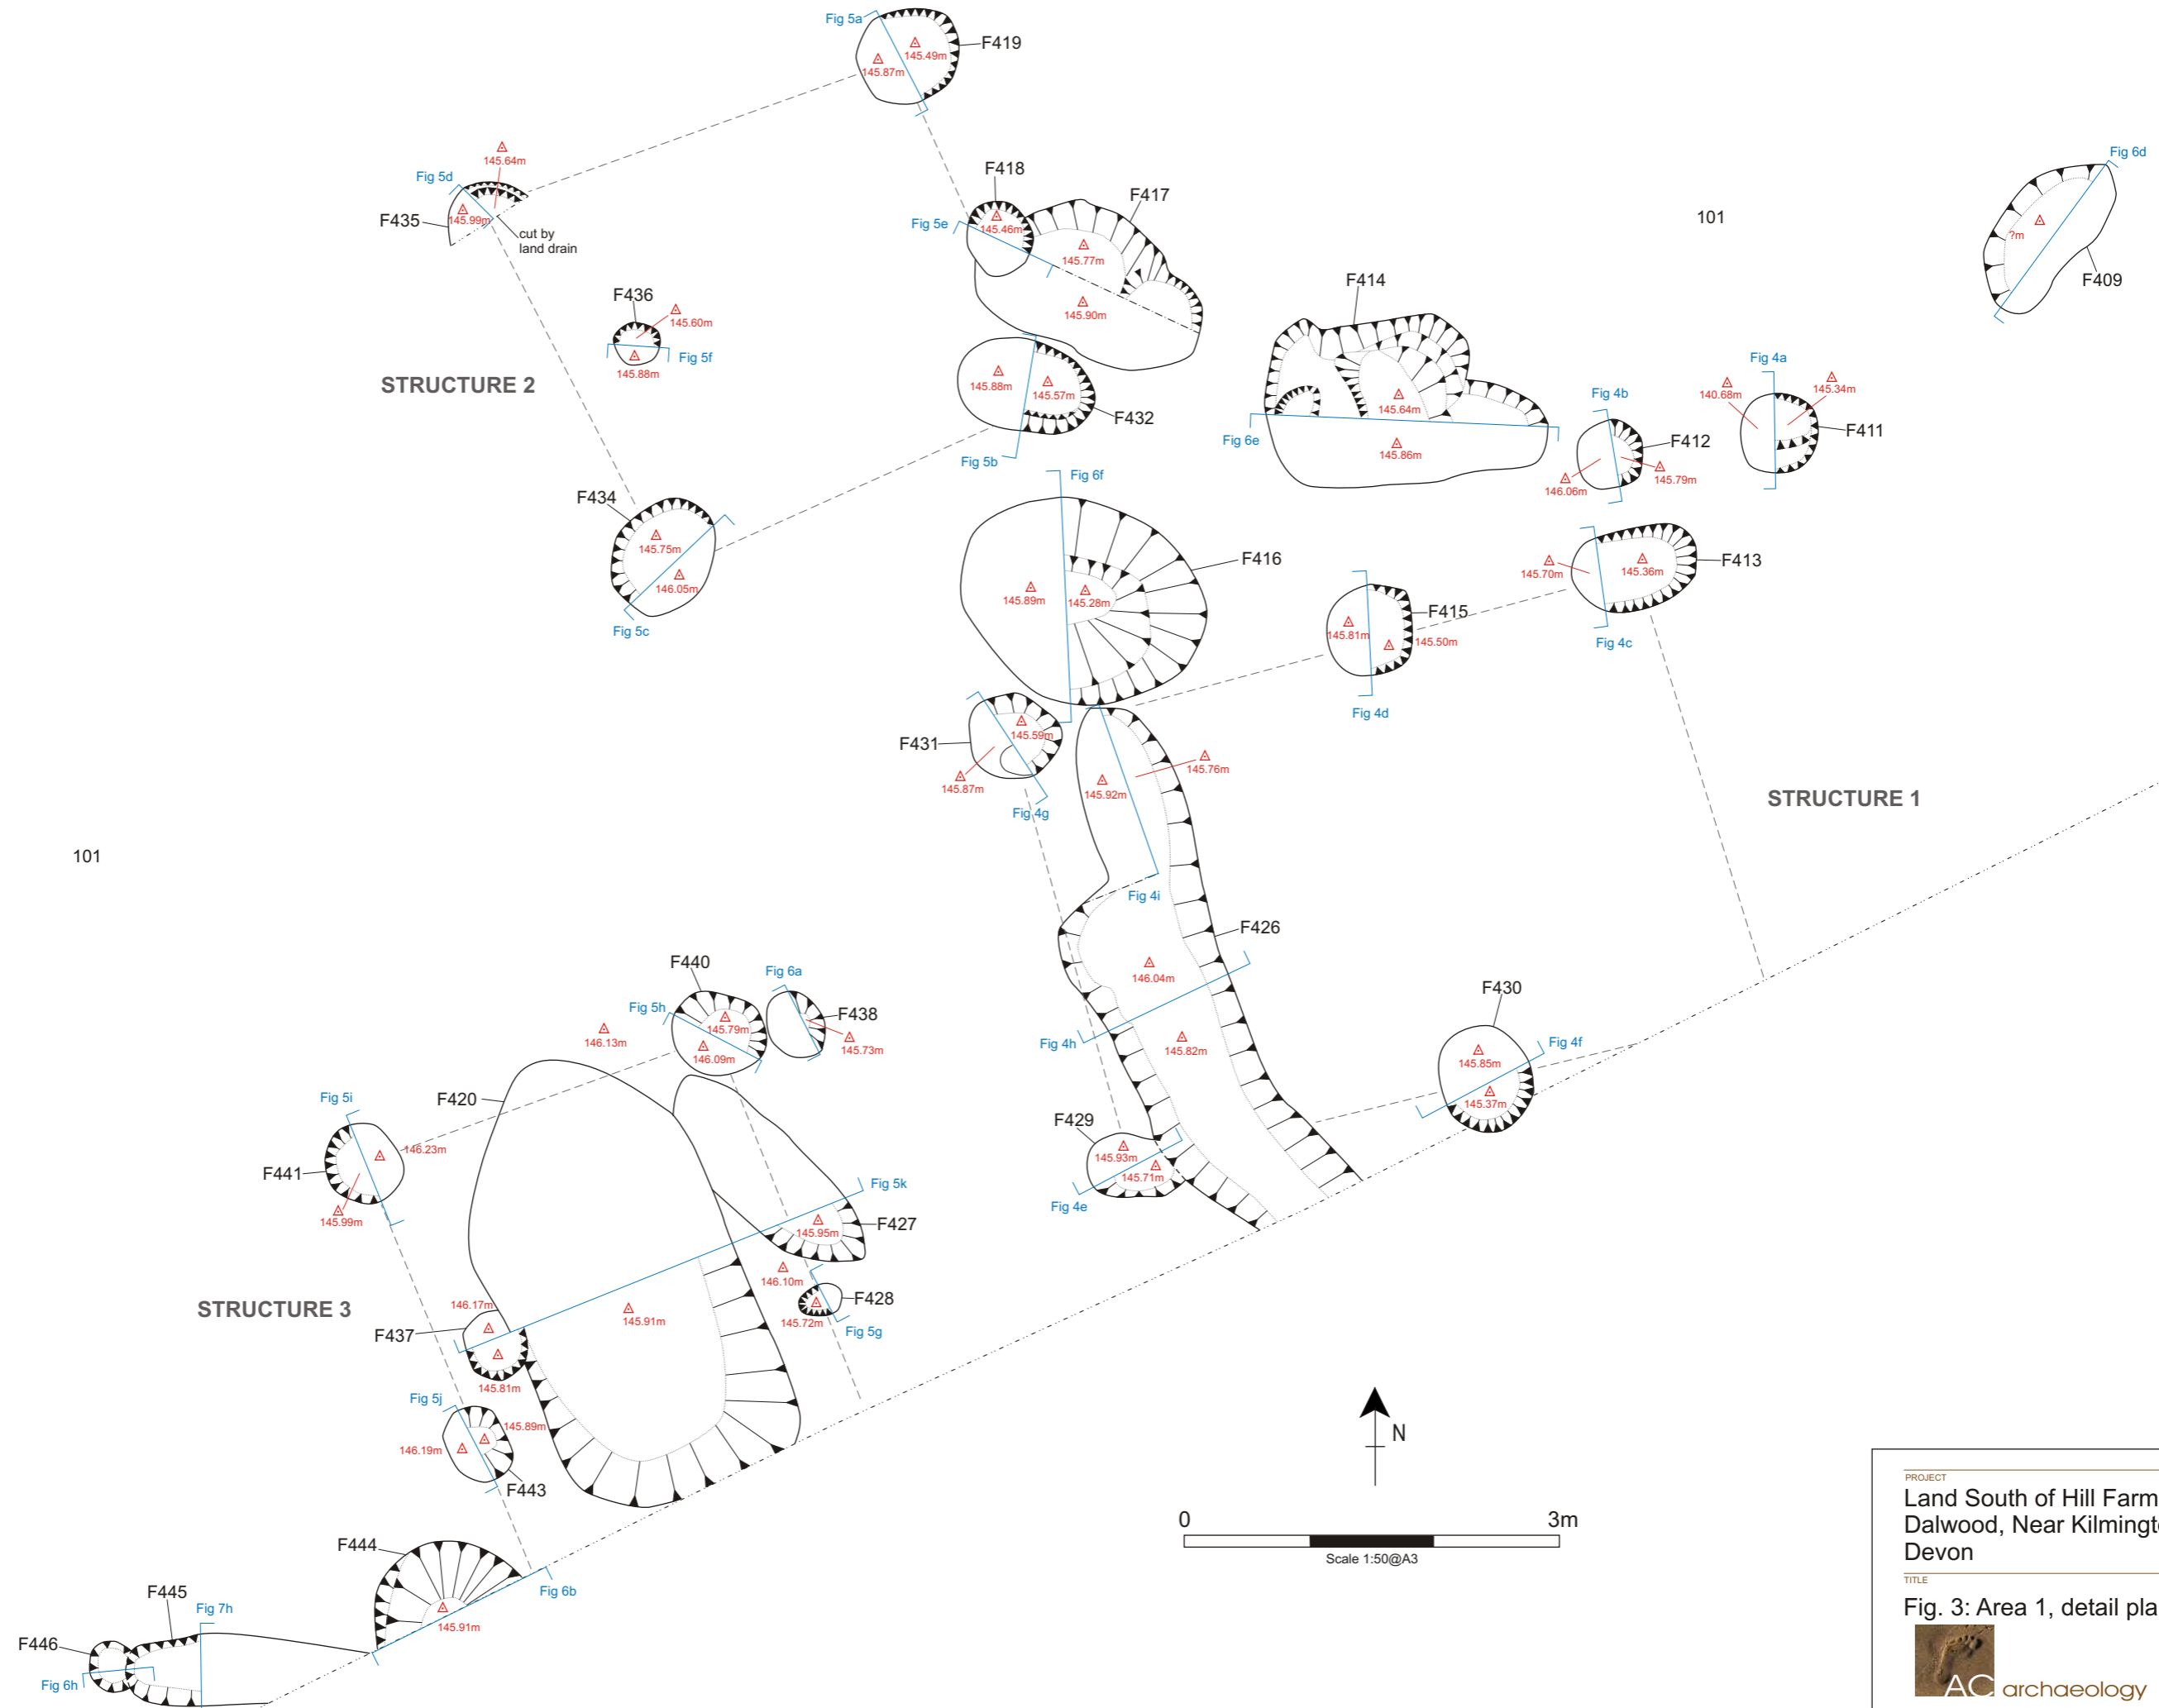 Fig 5a
F419
145.49m
145.87m
145.64m
Fig 5d
F435
145.99m
cut by
land drain
F418
F417
Fig 5e
145.46m
145.77m
145.90m
101
Fig 6d
?m
F409
F436
145.60m
Fig 5f
145.88m
STRUCTURE 2
F414
145.64m
Fig 6e
145.86m
145.88m
145.57m
F432
Fig 5b
Fig 4a
140.68m
145.34m
F411
Fig 4b
F412
146.06m
145.79m
F434
145.75m
146.05m
Fig 5c
Fig 6f
F416
145.89m
145.28m
145.70m
145.36m
F413
Fig 4c
F415
145.81m
145.50m
Fig 4d
F431
145.59m
145.87m
Fig 4g
145.76m
145.92m
STRUCTURE 1
101
Fig 4i
F426
146.04m
Fig 4h
145.82m
F440
Fig 6a
Fig 5h
145.79m
F438
146.13m
146.09m
145.73m
F430
Fig 4f
145.85m
145.37m
F420
Fig 5i
146.23m
F441
145.99m
F429
145.93m
145.71m
Fig 4e
Fig 5k
145.95m
F427
146.10m
STRUCTURE 3
146.17m
F437
145.91m
F428
145.72m
Fig 5g
145.81m
Fig 5j
145.89m
146.19m
F443
N
0 3m
Scale 1:50@A3
F444
Fig 6b
145.91m
F445
Fig 7h
F446
Fig 6h
PROJECT
Land South of Hill Farm
Dalwood, Near Kilmingt
Devon
TITLE
Fig. 3: Area 1, detail pla
AC archaeology